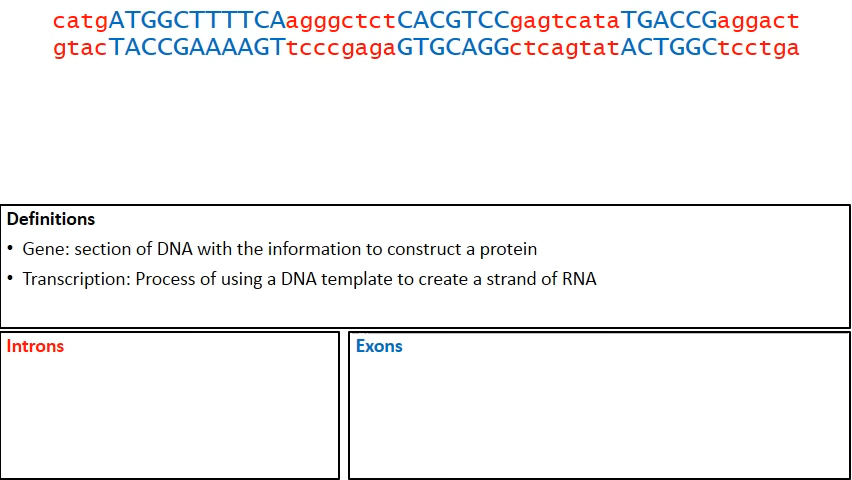 catgATGGCTTTTCAagggctctCACGTCCgagtcataTGACCGaggact
gtacTACCGAAAAGTtcccgagaGTGCAGGctcagtatACTGGCtcctga
Definitions
• Gene: section of DNA with the information to construct a protein
• Transcription: Process of using a DNA template to create a strand of RNA
Introns
Exons